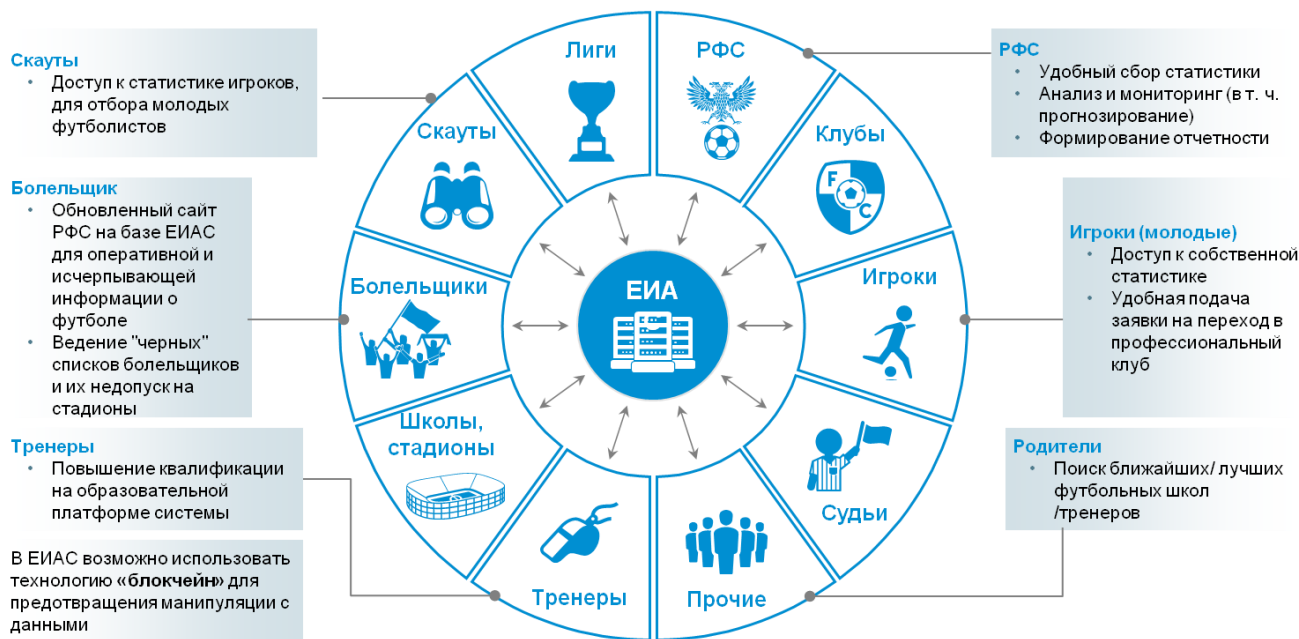 Скауты
• Доступ к статистике игроков,
для отбора молодых
футболистов
Болельщик
• Обновленный сайт
РФС на базе ЕИАС
для оперативной и
исчерпывающей
информации о
футболе
• Ведение "черных"
списков болельщиков
и их недопуск на
стадионы
Тренеры
• Повышение квалификации
на образовательной
платформе системы
В ЕИАС возможно использовать
технологию «блокчейн» для
предотвращения манипуляции с
данными
Лиги
РФС
Скауты
Клубы
F
C
Болельщики
ЕИА
Игроки
Школы,
стадионы
Судьи
Тренеры
Прочие
РФС
• Удобный сбор статистики
• Анализ и мониторинг (в т. ч.
прогнозирование)
• Формирование отчетности
Игроки (молодые)
• Доступ к собственной
статистике
• Удобная подача
заявки на переход в
профессиональный
клуб
Родители
• Поиск ближайших/ лучших
футбольных школ
/тренеров